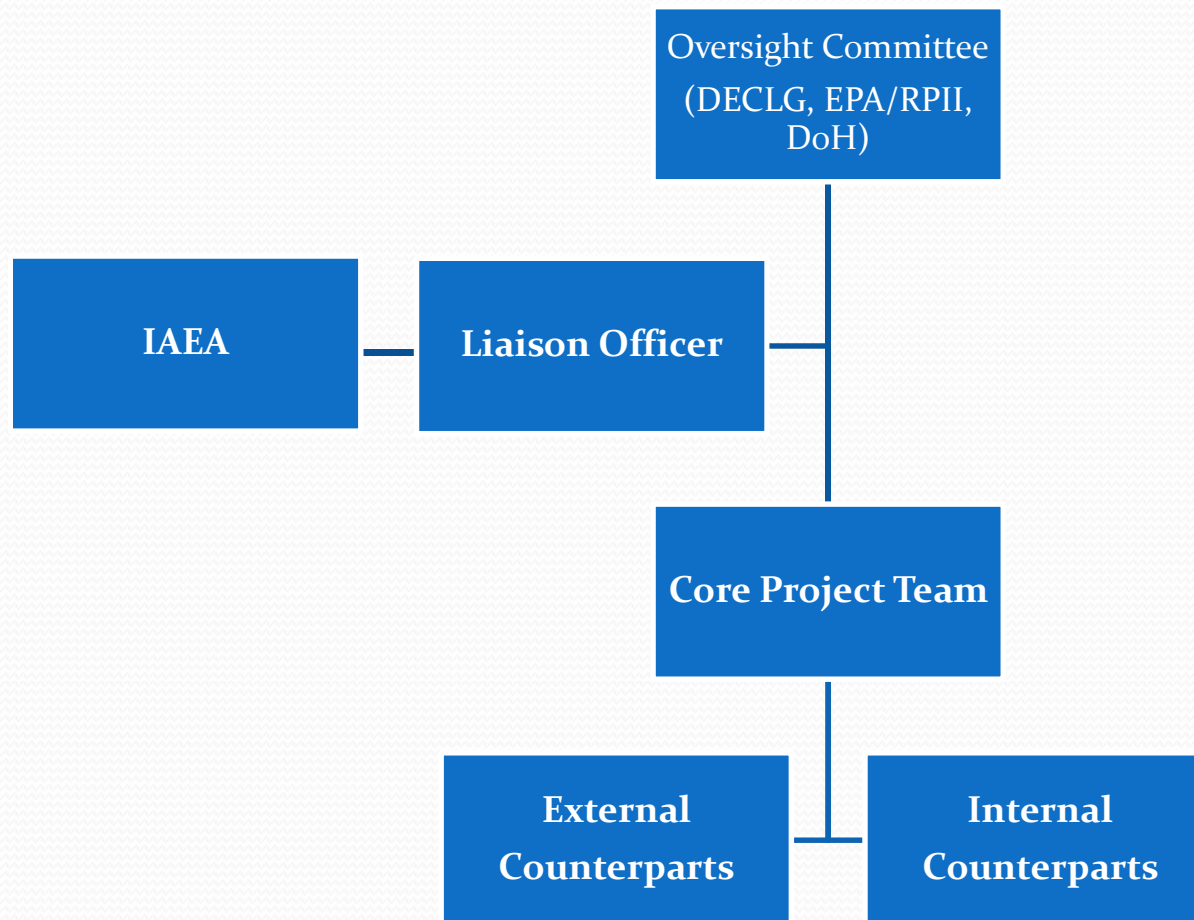 Oversight Committee
(DECLG, EPA/RPII,
DoH)
IAEA
Liaison Officer
Core Project Team
External
Counterparts
Internal
Counterparts